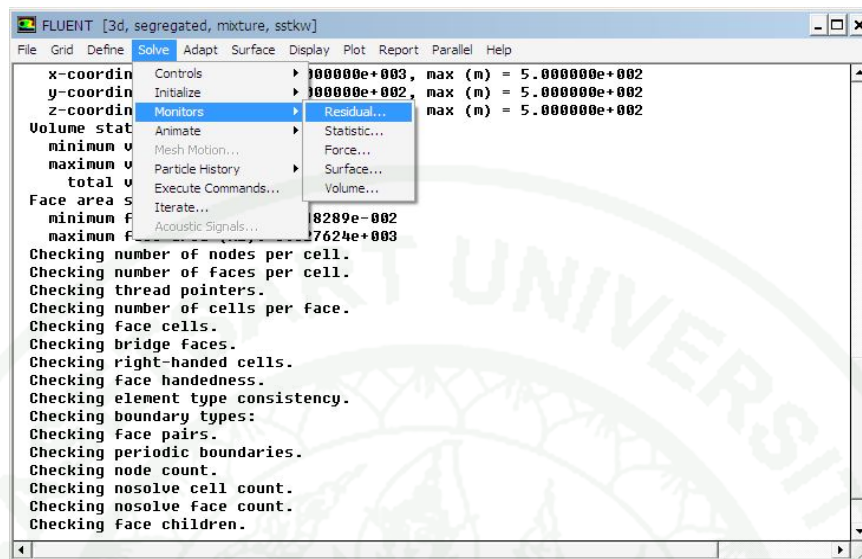 FLUENT [3d, segregated, mixture, sstkw]
File Grid Define Solve Adapt Surface Display Plot Report Parallel Help
x-coordin 000000e+003, max (m) = 5.000000e+002
y-coordin 000000e+002, max (m) = 5.000000e+002
z-coordin max (m) = 5.000000e+002
Volume stat
minimum v
maximum v
total v
Face area s
minimum f 8289e-002
maximum f 27624e+003
Controls
Initialize
Monitors
Animate
Mesh Motion...
Particle History
Execute Commands...
Iterate...
Acoustic Signals...
Residual...
Statistic...
Force...
Surface...
Volume...
Checking number of nodes per cell.
Checking number of faces per cell.
Checking thread pointers.
Checking number of cells per face.
Checking face cells.
Checking bridge faces.
Checking right-handed cells.
Checking face handedness.
Checking element type consistency.
Checking boundary types:
Checking face pairs.
Checking periodic boundaries.
Checking node count.
Checking nosolve cell count.
Checking nosolve face count.
Checking face children.